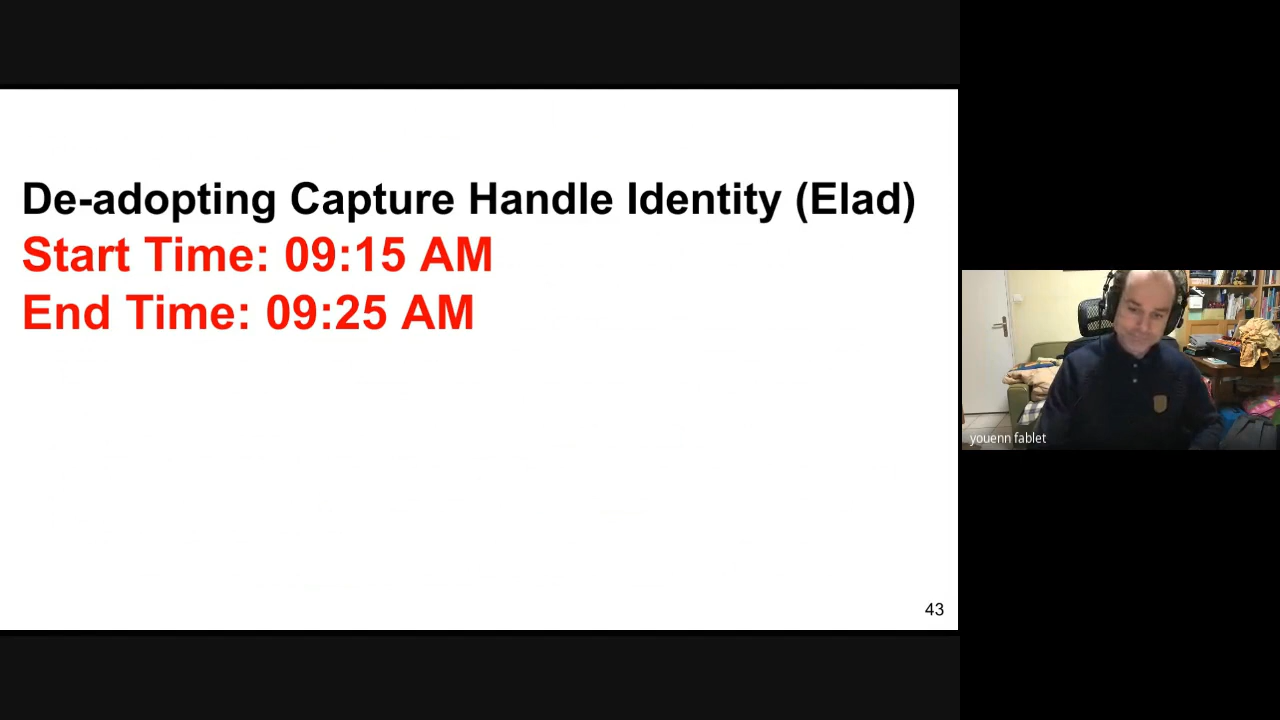 De-adopting Capture Handle Identity (Elad)
Start Time: 09:15 AM
End Time: 09:25 AM
43
youenn fablet